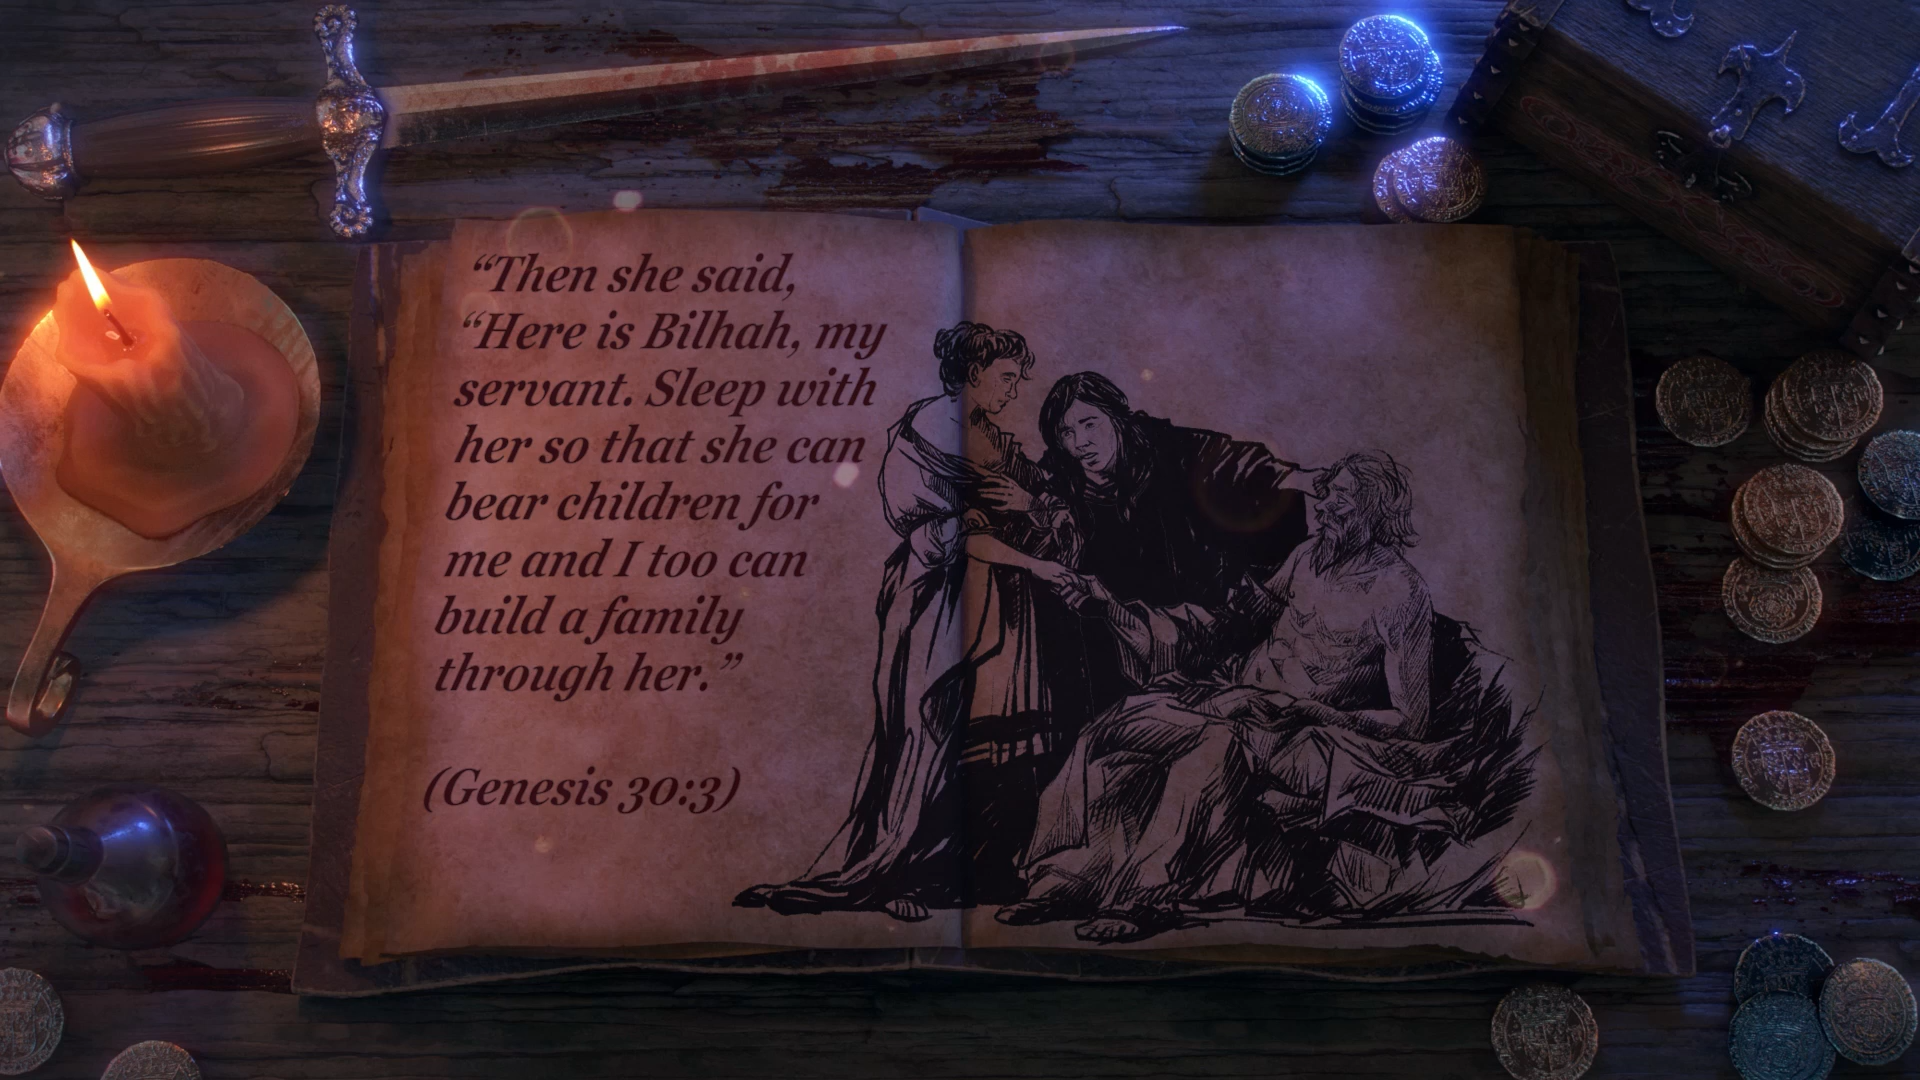 “Then she said,
“Here is Bilhah, my
servant. Sleep with
her so that she can
bear children for
me and I too can
build a family
through her.”
(Genesis 30:3)